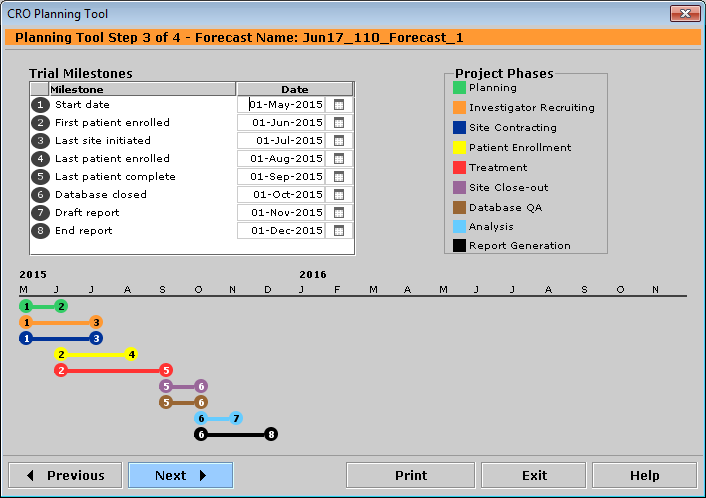 CRO Planning Tool
Planning Tool Step 3 of 4 - Forecast Name: Jun17_110_Forecast_1
Trial Milestones
Milestone Date
1 Start date 01-May-2015
2 First patient enrolled 01-Jun-2015
3 Last site initiated 01-Jul-2015
4 Last patient enrolled 01-Aug-2015
5 Last patient complete 01-Sep-2015
6 Database closed 01-Oct-2015
7 Draft report 01-Nov-2015
8 End report 01-Dec-2015
Project Phases
Planning
Investigator Recruiting
Site Contracting
Patient Enrollment
Treatment
Site Close-out
Database QA
Analysis
Report Generation
2015 2016
M J J A S O N D J F M A M J J A S O N
1 2
1 3
1 3
2 4
2 5
5 6
5 6
6 7
6 8
Previous Next Print Exit Help